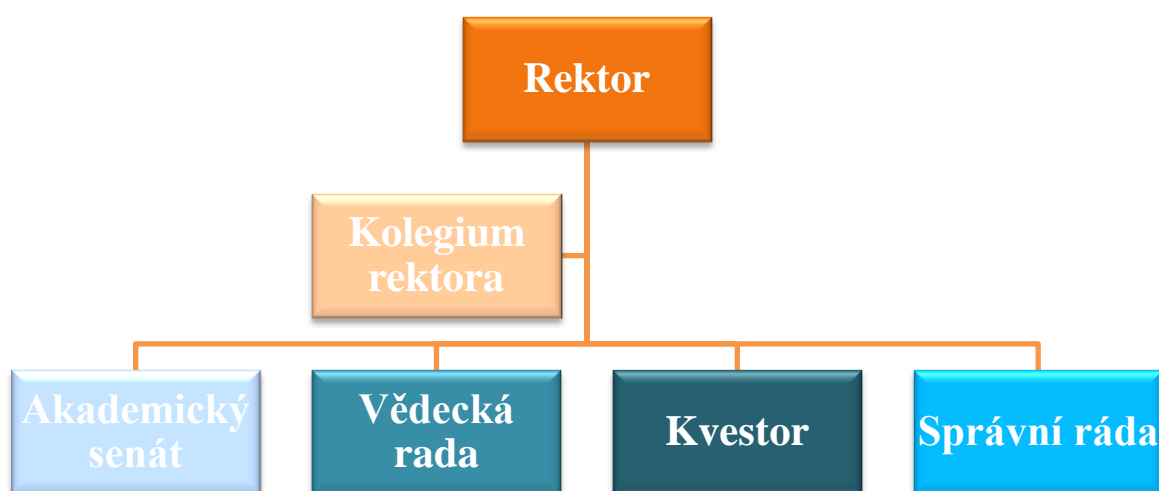 Rektor
Kolegium
rektora
Akademický
senát
Vědecká
rada
Kvestor
Správní ráda